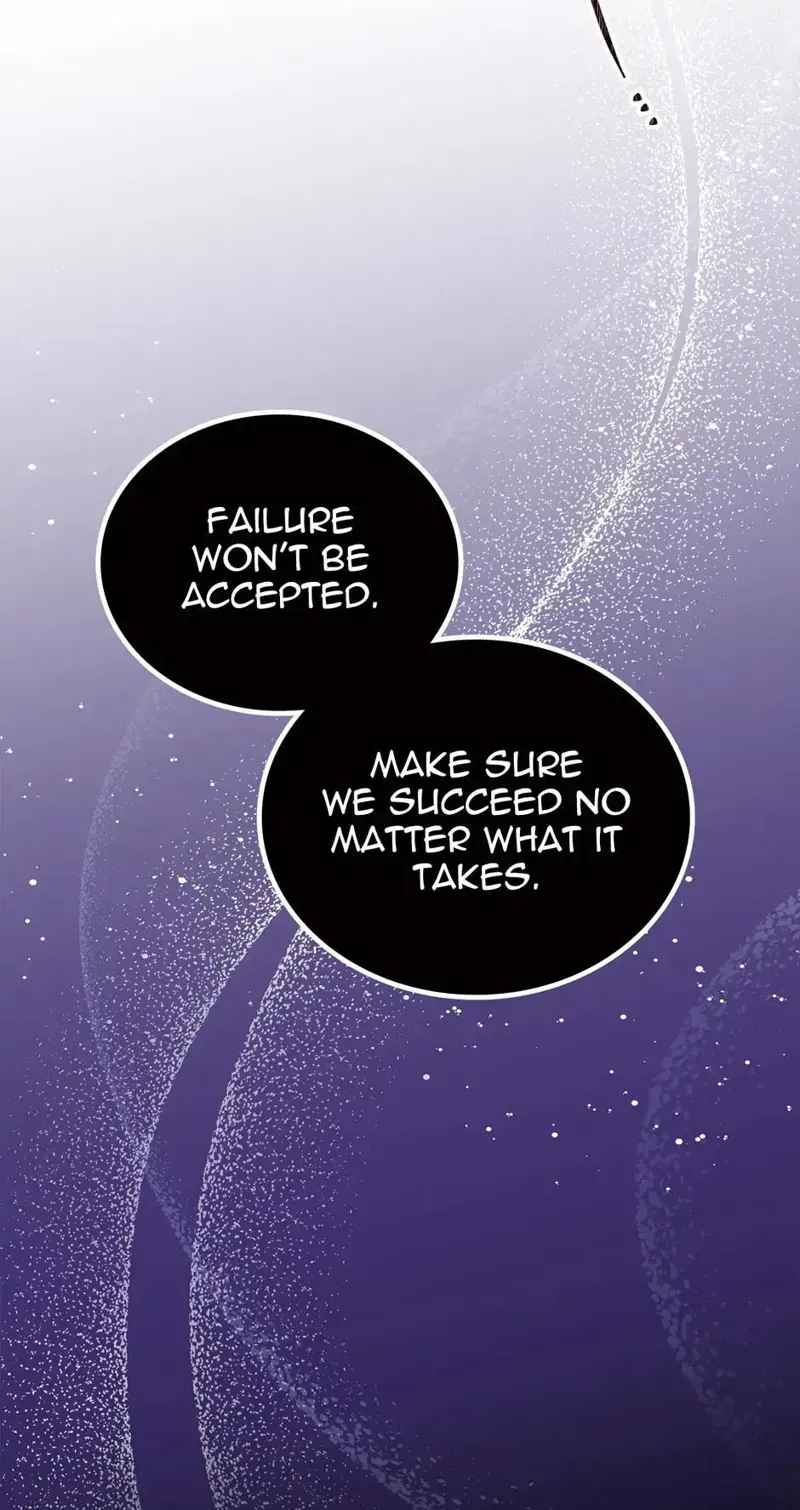 FAILURE
WON'T BE
ACCEPTED.
MAKE SURE
WE SUCCEED NO
MATTER WHAT IT
TAKES.